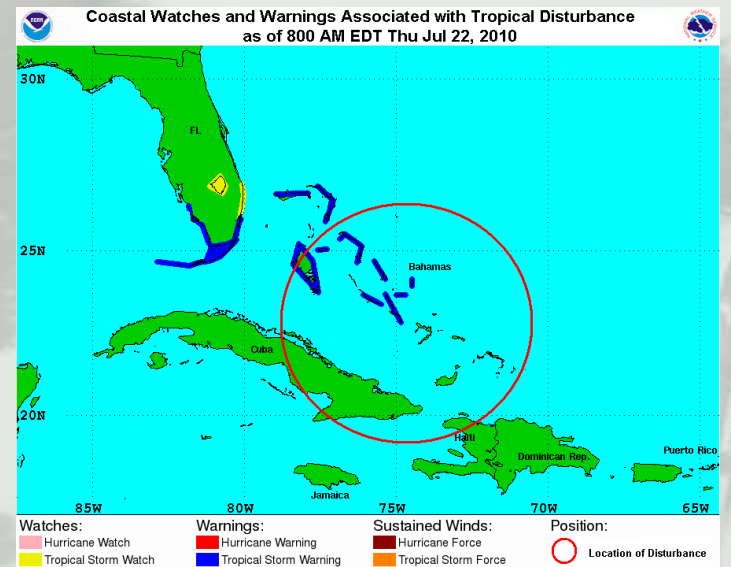 Coastal Watches and Warnings Associated with Tropical Disturbance
as of 800 AM EDT Thu Jul 22, 2010
30N
FL
25N
Bahamas
Cuba
20N
Haiti
Dominican Rep.
Puerto Rico
Jamaica
85W 80W 75W 70W 65W
Watches: Warnings: Sustained Winds: Position:
Hurricane Watch Hurricane Warning Hurricane Force Location of Disturbance
Tropical Storm Watch Tropical Storm Warning Tropical Storm Force